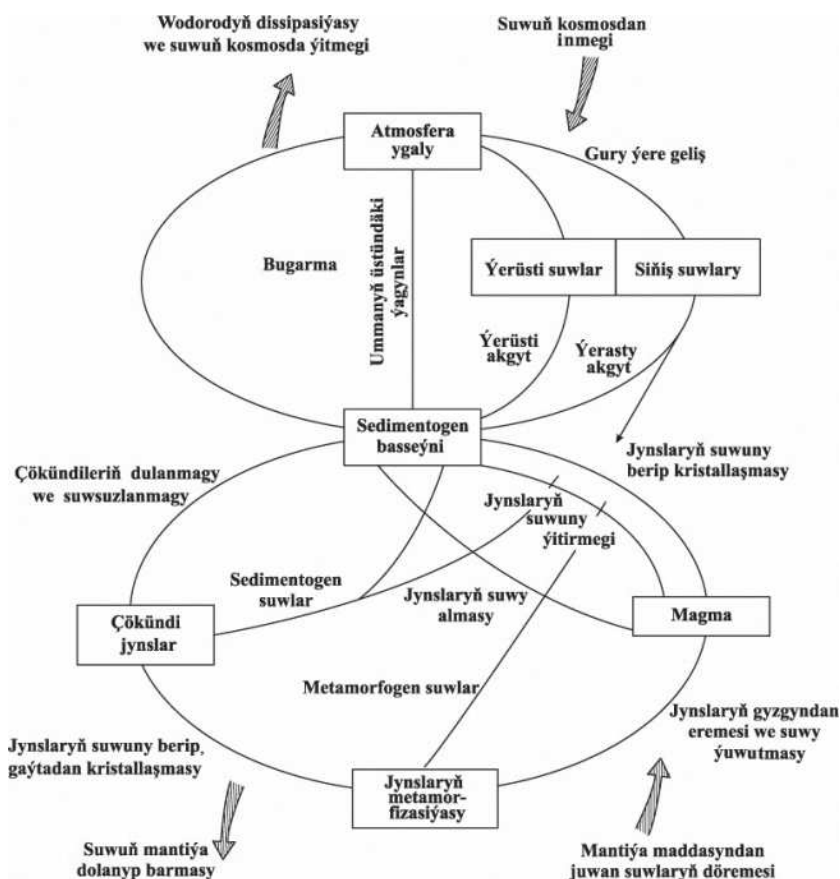 Wodorodyň dissipasiýasy
we suwuň kosmosda ýitmegi
Suwuň kosmosdan
inmegi
Atmosfera
ygaly
Gury ýere geliş
Bugarma
Ummanyň üstündäki
ýagynlar
Ýerüsti suwlar
Siňiş suwlary
Ýerüsti
akgyt
Ýerasty
akgyt
Sedimentogen
basseýni
Jynslaryň suwuny
berip kristallaşmasy
Çökündileriň dulanmagy
we suwsuzlanmagy
Jynslaryň
suwuny
ýitirmegi
Sedimentogen
suwlar
Jynslaryň suwy
almasy
Çökündi
jynslar
Magma
Metamorfogen suwlar
Jynslaryň gyzgyndan
eremesi we suwy
ýuwutmasy
Jynslaryň suwuny berip,
gaýtadan kristallaşmasy
Jynslaryň
metamor-
fizasiýasy
Suwuň mantiýa
dolanyp barmasy
Mantiýa maddasyndan
juwan suwlaryň döremesi